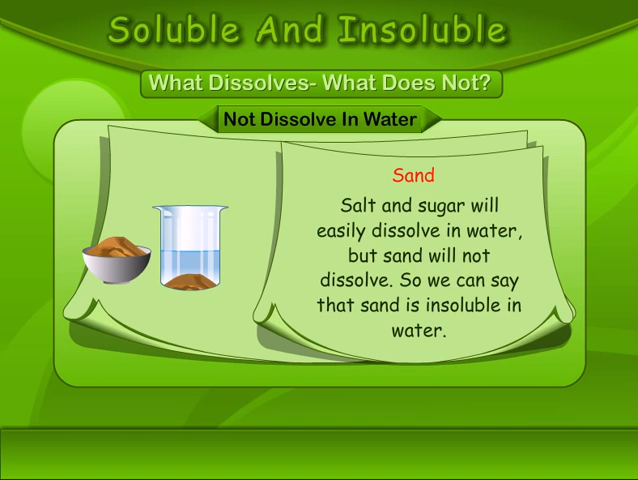 Soluble And Insoluble
What Dissolves- What Does Not?
Not Dissolve In Water
Sand
Salt and sugar will
easily dissolve in water,
but sand will not
dissolve. So we can say
that sand is insoluble in
water.